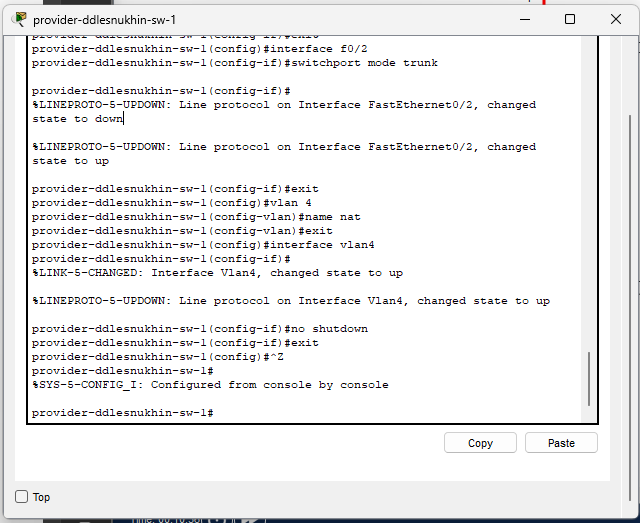 provider-ddlesnukhin-sw-1
provider-ddlesnukhin-sw-1(config-if)#exit
provider-ddlesnukhin-sw-1(config)#interface f0/2
provider-ddlesnukhin-sw-1(config-if)#switchport mode trunk
provider-ddlesnukhin-sw-1(config-if)#
%LINEPROTO-5-UPDOWN: Line protocol on Interface FastEthernet0/2, changed
state to down
%LINEPROTO-5-UPDOWN: Line protocol on Interface FastEthernet0/2, changed
state to up
provider-ddlesnukhin-sw-1(config-if)#exit
provider-ddlesnukhin-sw-1(config)#vlan 4
provider-ddlesnukhin-sw-1(config-vlan)#name nat
provider-ddlesnukhin-sw-1(config-vlan)#exit
provider-ddlesnukhin-sw-1(config)#interface vlan4
provider-ddlesnukhin-sw-1(config-if)#
%LINK-5-CHANGED: Interface Vlan4, changed state to up
%LINEPROTO-5-UPDOWN: Line protocol on Interface Vlan4, changed state to up
provider-ddlesnukhin-sw-1(config-if)#no shutdown
provider-ddlesnukhin-sw-1(config-if)#exit
provider-ddlesnukhin-sw-1(config)#^Z
provider-ddlesnukhin-sw-1#
%SYS-5-CONFIG_I: Configured from console by console
provider-ddlesnukhin-sw-1#
Copy
Paste
Top